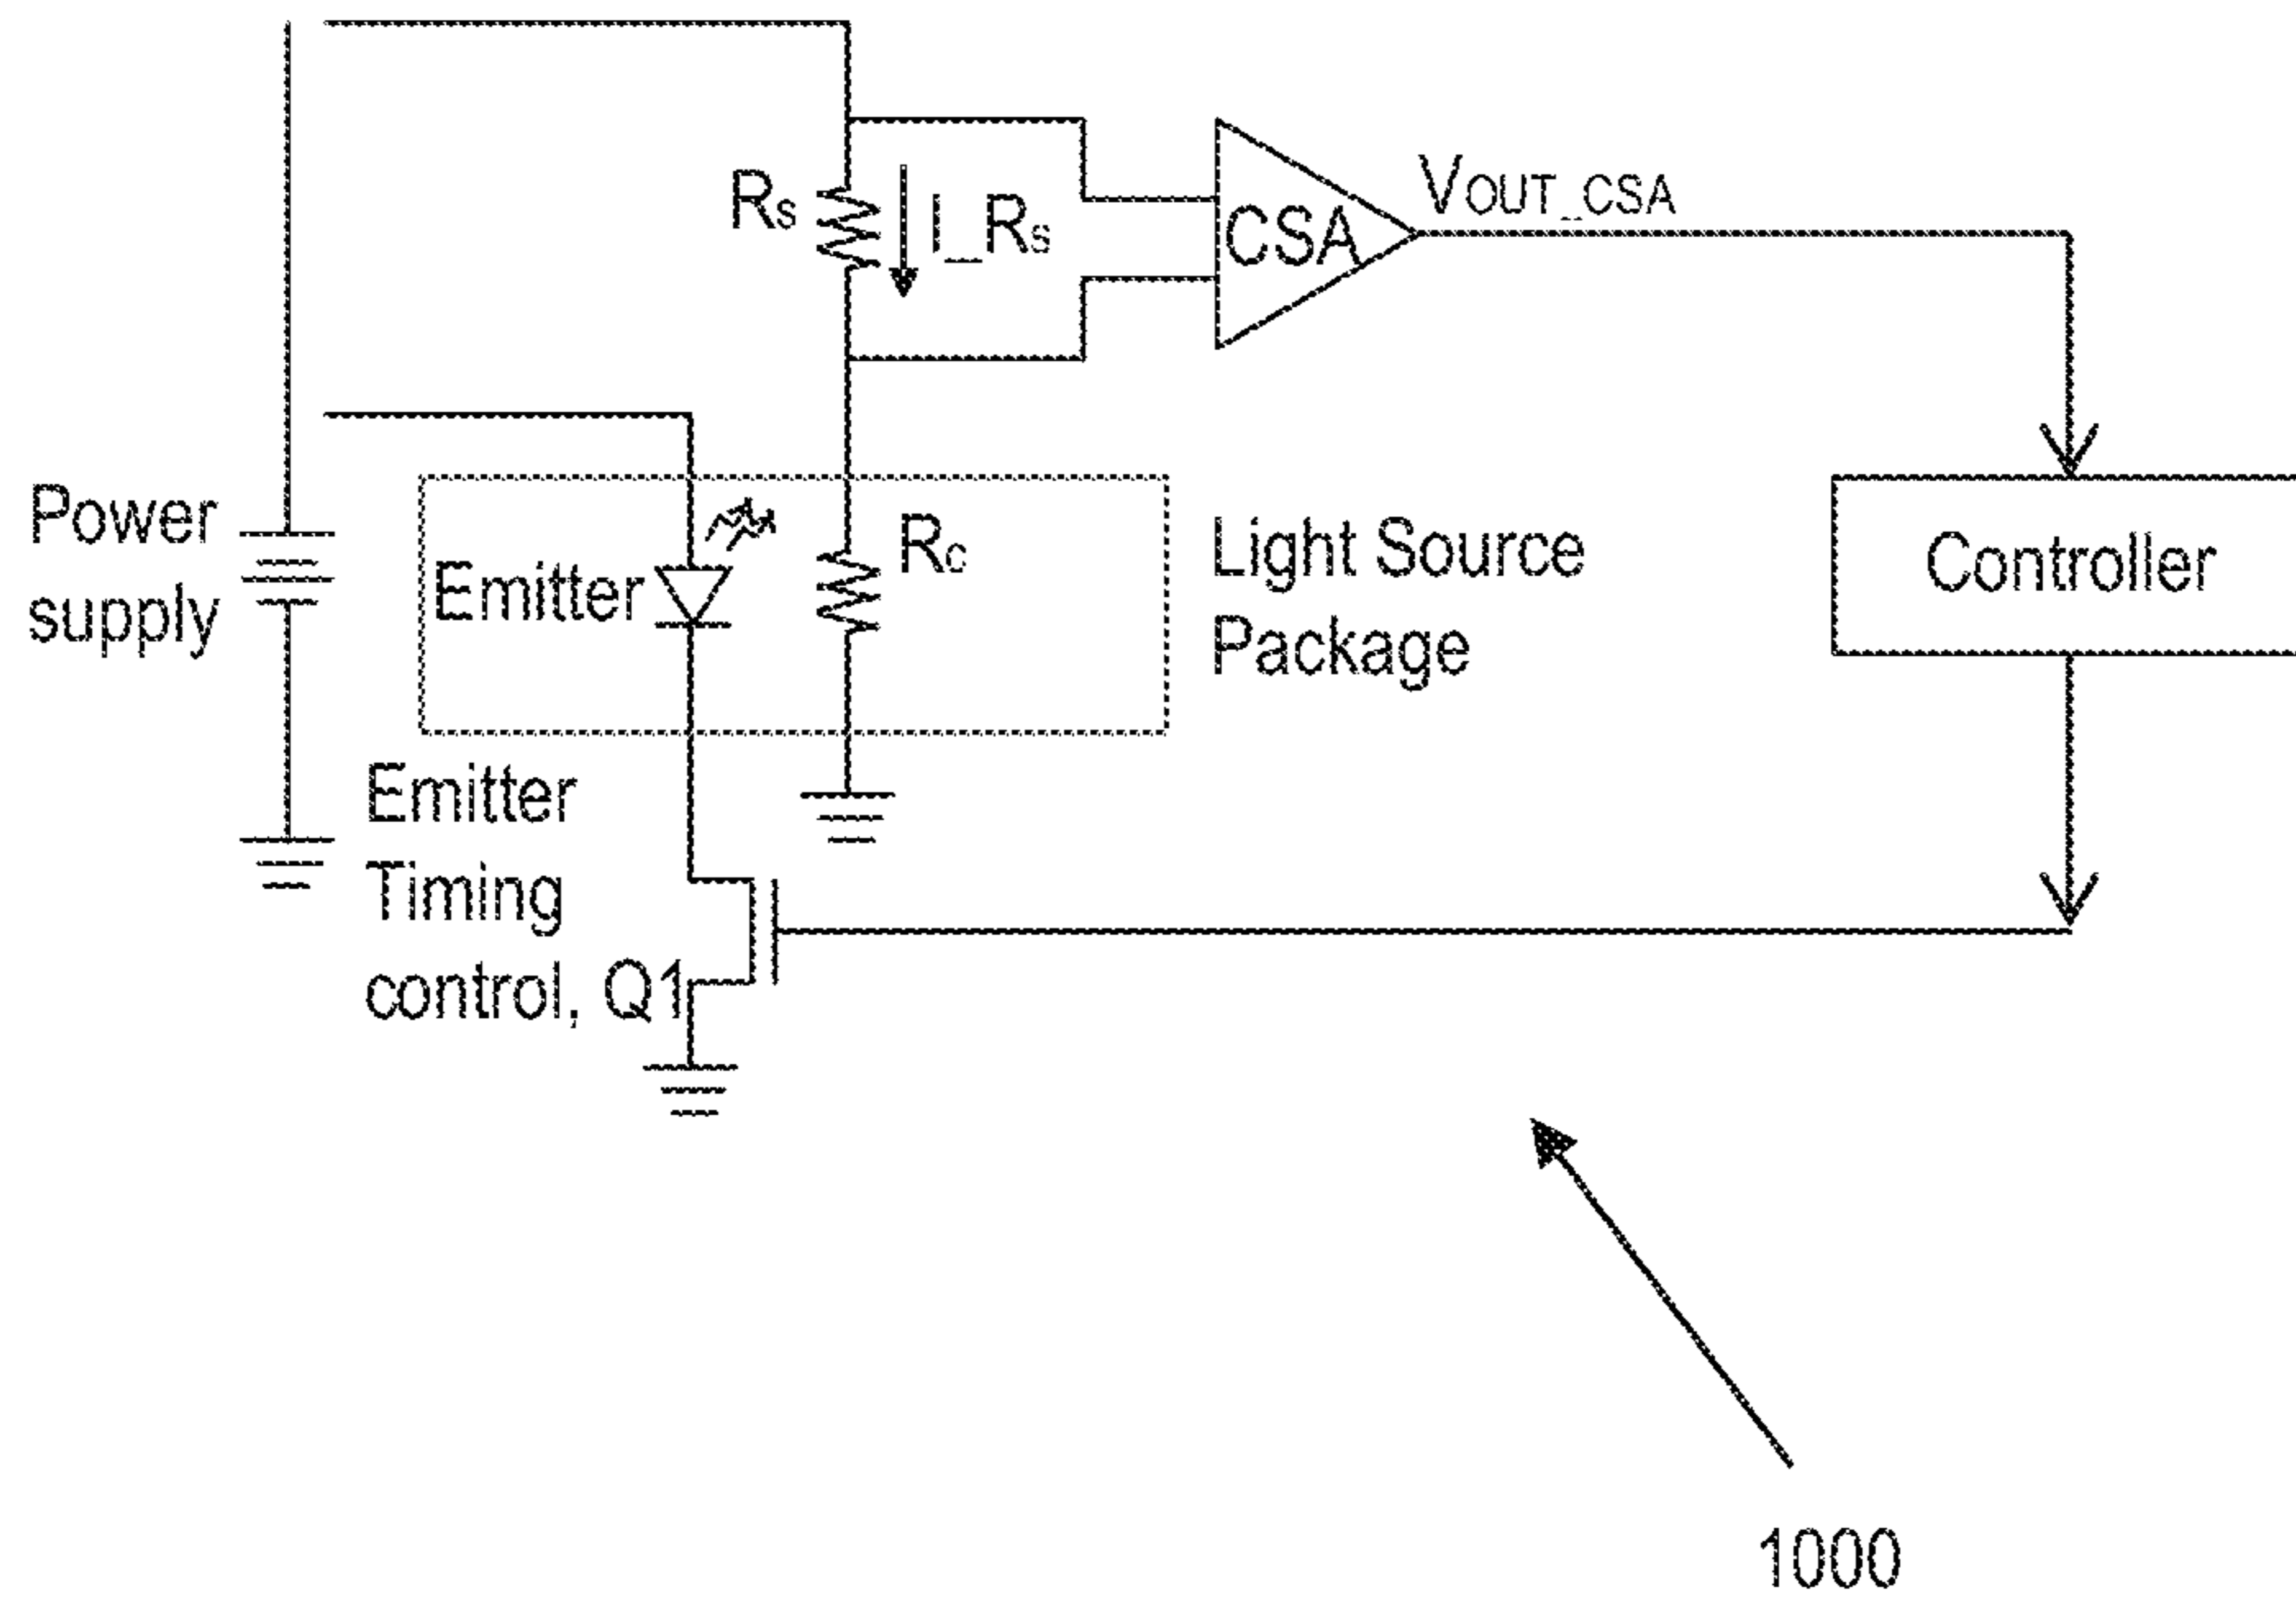 Rs
I_Rs
CSA
VOUT_CSA
Power
supply
Emitter
Rc
Light Source
Package
Controller
Emitter
Timing
control, Q1
1000